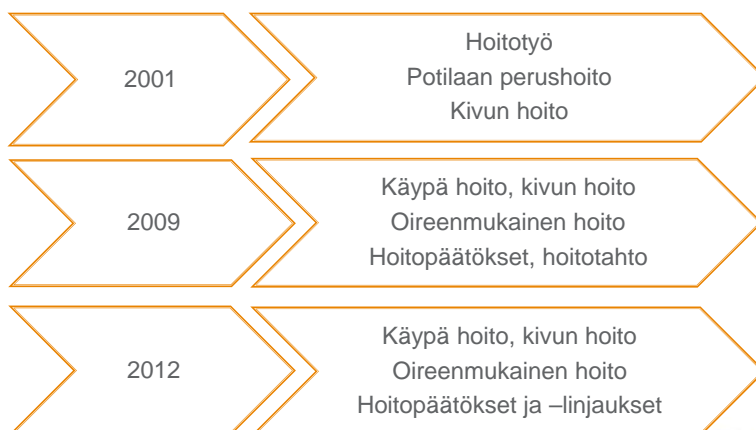 2001
Hoitotyö
Potilaan perushoito
Kivun hoito
2009
Käypä hoito, kivun hoito
Oireenmukainen hoito
Hoitopäätökset, hoitotahto
2012
Käypä hoito, kivun hoito
Oireenmukainen hoito
Hoitopäätökset ja –linjaukset